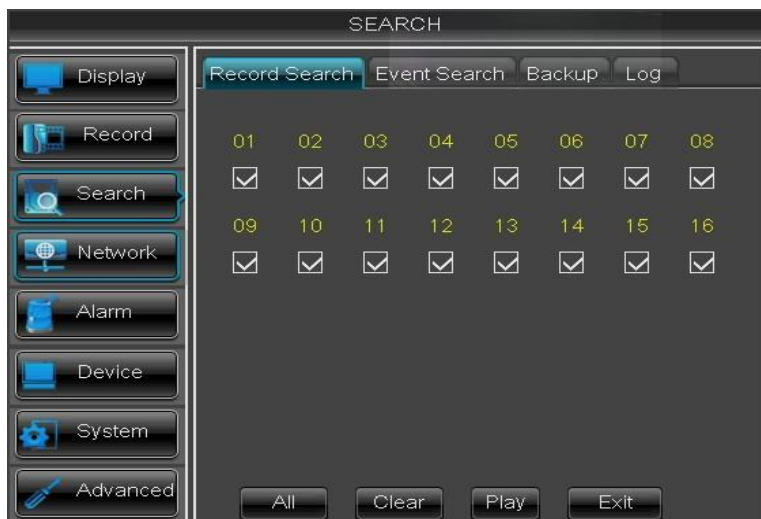 SEARCH
Display
Record
Search
Network
Alarm
Device
System
Advanced
Record Search Event Search Backup Log
01 02 03 04 05 06 07 08
09 10 11 12 13 14 15 16
All Clear Play Exit